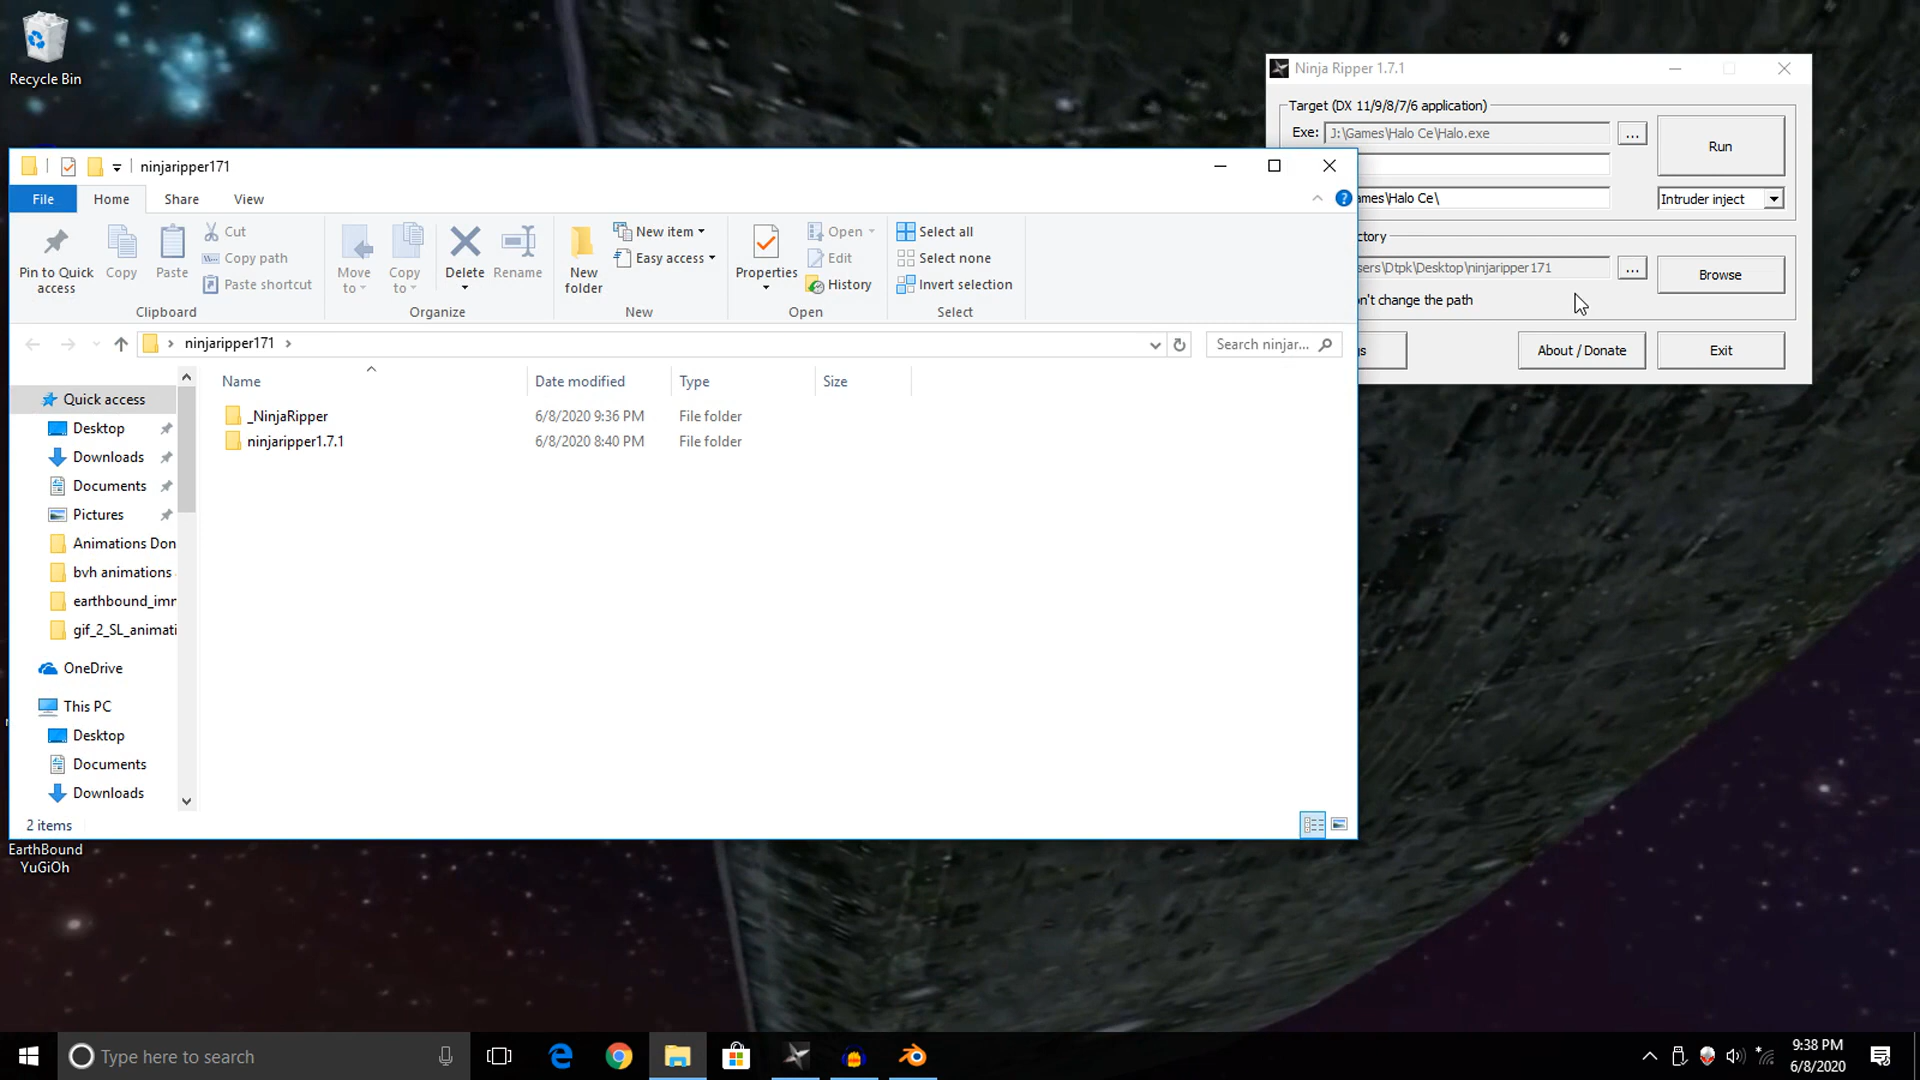 Recycle Bin
Ninja Ripper 1.7.1
Target (DX 11/9/8/7/6 application)
Exe: J:\Games\Halo Ce\Halo.exe ...
Run
ames\Halo Ce\
Intruder inject
ctory
sers\Dtpk\Desktop\ninjaripper171 ...
Browse
on't change the path
gs
About / Donate
Exit
ninjaripper171
File Home Share View
Pin to Quick access
Copy
Paste
Cut
Copy path
Paste shortcut
Clipboard
Move to
Copy to
Delete
Rename
Organize
New folder
New item
Easy access
New
Properties
Open
Edit
History
Open
Select all
Select none
Invert selection
Select
ninjaripper171
Search ninjar...
Name Date modified Type Size
_NinjaRipper 6/8/2020 9:36 PM File folder
ninjaripper1.7.1 6/8/2020 8:40 PM File folder
Quick access
Desktop
Downloads
Documents
Pictures
Animations Don
bvh animations
earthbound_imr
gif_2_SL_animati
OneDrive
This PC
Desktop
Documents
Downloads
2 items
EarthBound
YuGiOh
Type here to search
9:38 PM
6/8/2020